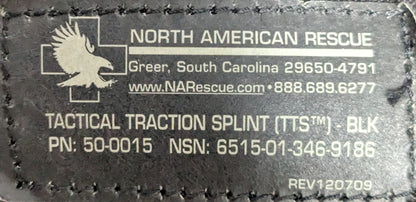 NORTH AMERICAN RESCUE
Greer, South Carolina 29650-4791
www.NARescue.com • 888.689.6277
TACTICAL TRACTION SPLINT (TTS™) - BLK
PN: 50-0015 NSN: 6515-01-346-9186
REV120709